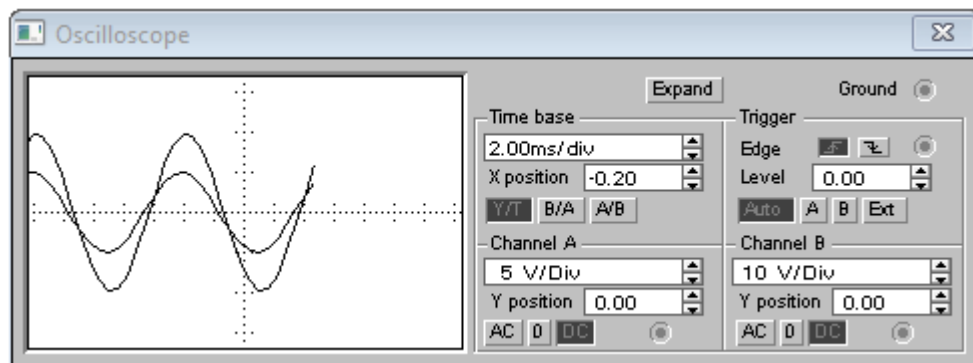 Oscilloscope
Expand
Ground
Time base
2.00ms/div
X position -0.20
Y/T B/A A/B
Trigger
Edge
Level 0.00
Auto A B Ext
Channel A
5 V/Div
Y position 0.00
AC 0 DC
Channel B
10 V/Div
Y position 0.00
AC 0 DC